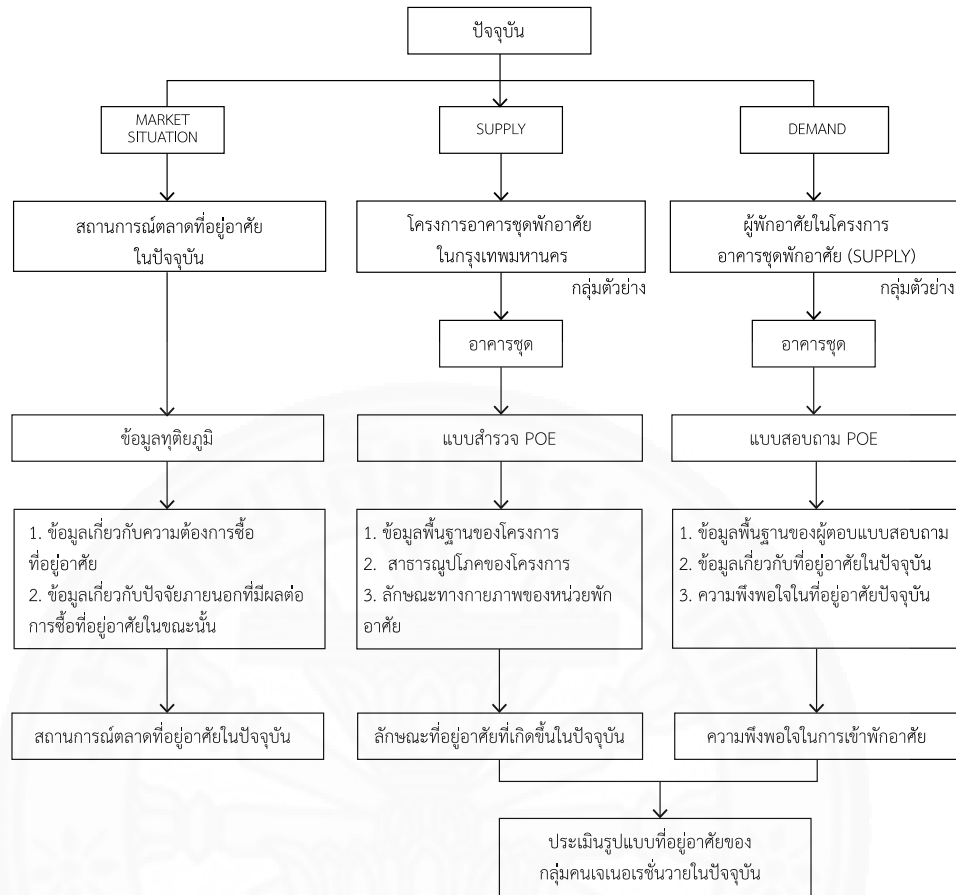 ปัจจุบัน
MARKET
SITUATION
SUPPLY
DEMAND
สถานการณ์ตลาดที่อยู่อาศัย
ในปัจจุบัน
โครงการอาคารชุดพักอาศัย
ในกรุงเทพมหานคร
ผู้พักอาศัยในโครงการ
อาคารชุดพักอาศัย (SUPPLY)
กลุ่มตัวอย่าง
กลุ่มตัวอย่าง
อาคารชุด
อาคารชุด
ข้อมูลทุติยภูมิ
แบบสำรวจ POE
แบบสอบถาม POE
1. ข้อมูลเกี่ยวกับความต้องการซื้อ
ที่อยู่อาศัย
2. ข้อมูลเกี่ยวกับปัจจัยภายนอกที่มีผลต่อ
การซื้อที่อยู่อาศัยในขณะนั้น
1. ข้อมูลพื้นฐานของโครงการ
2. สาธารณูปโภคของโครงการ
3. ลักษณะทางกายภาพของหน่วยพัก
อาศัย
1. ข้อมูลพื้นฐานของผู้ตอบแบบสอบถาม
2. ข้อมูลเกี่ยวกับที่อยู่อาศัยในปัจจุบัน
3. ความพึงพอใจในที่อยู่อาศัยปัจจุบัน
สถานการณ์ตลาดที่อยู่อาศัยในปัจจุบัน
ลักษณะที่อยู่อาศัยที่เกิดขึ้นในปัจจุบัน
ความพึงพอใจในการเข้าพักอาศัย
ประเมินรูปแบบที่อยู่อาศัยของ
กลุ่มคนเจเนอเรชั่นวายในปัจจุบัน